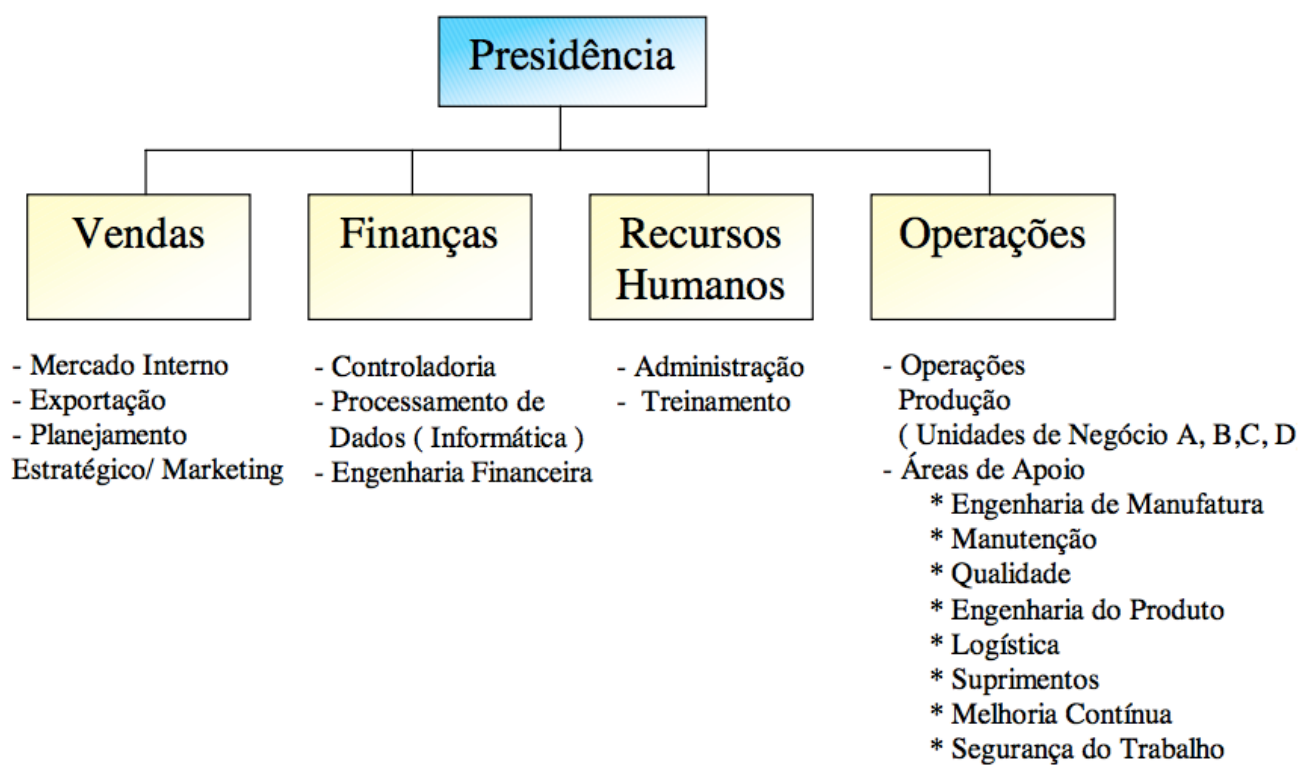 Presidência
Vendas
Finanças
Recursos
Humanos
Operações
- Mercado Interno
- Exportação
- Planejamento
Estratégico/ Marketing
- Controladoria
- Processamento de
Dados ( Informática )
- Engenharia Financeira
- Administração
- Treinamento
- Operações
Produção
( Unidades de Negócio A, B,C, D
- Áreas de Apoio
* Engenharia de Manufatura
* Manutenção
* Qualidade
* Engenharia do Produto
* Logística
* Suprimentos
* Melhoria Contínua
* Segurança do Trabalho